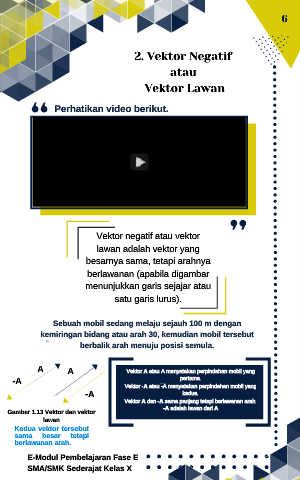 6
2. Vektor Negatif
atau
Vektor Lawan
Perhatikan video berikut.
Vektor negatif atau vektor
lawan adalah vektor yang
besarnya sama, tetapi arahnya
berlawanan (apabila digambar
menunjukkan garis sejajar atau
satu garis lurus).
Sebuah mobil sedang melaju sejauh 100 m dengan
kemiringan bidang atau arah 30, kemudian mobil tersebut
berbalik arah menuju posisi semula.
A A
-A
-A
Gambar 1.13 Vektor dan vektor
lawan
Kedua vektor tersebut
sama besar tetapi
berlawanan arah.
Vektor A atau A menyatakan perpindahan mobil yang
pertama.
Vektor -A atau -A menyatakan perpindahan mobil yang
kedua.
Vektor A dan -A sama panjang tetapi berlawanan arah
-A adalah lawan dari A
E-Modul Pembelajaran Fase E
SMA/SMK Sederajat Kelas X